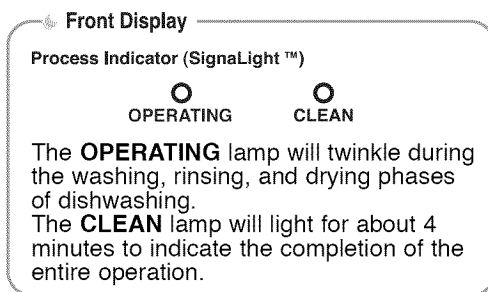 Front Display
Process Indicator (SignaLight ™)
OPERATING CLEAN
The OPERATING lamp will twinkle during
the washing, rinsing, and drying phases
of dishwashing.
The CLEAN lamp will light for about 4
minutes to indicate the completion of the
entire operation.